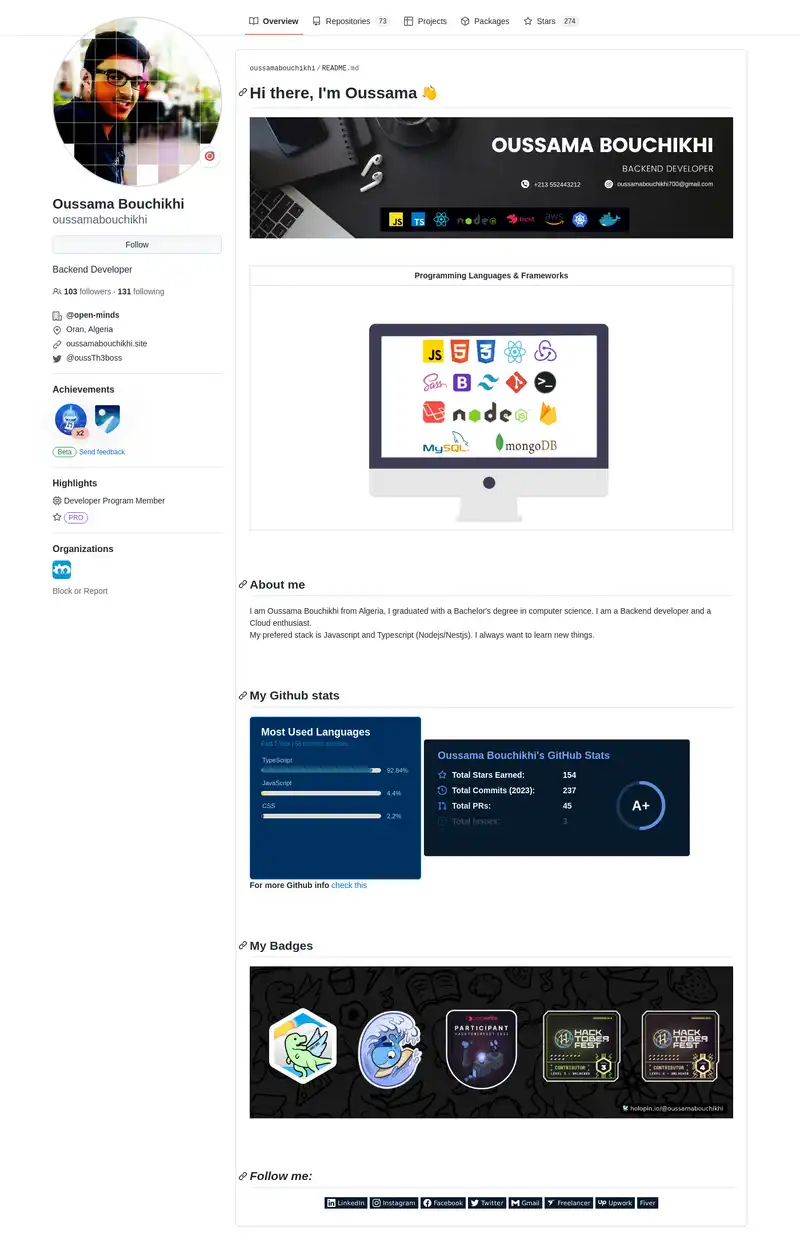 Overview
Repositories 73
Projects
Packages
Stars 274
Oussama Bouchikhi
oussamabouchikhi
Follow
Backend Developer
103 followers · 131 following
@open-minds
Oran, Algeria
oussamabouchikhi.site
@oussTh3boss
Achievements
x2
Beta Send feedback
Highlights
Developer Program Member
PRO
Organizations
Block or Report
oussamabouchikhi / README.md
Hi there, I'm Oussama 👋
OUSSAMA BOUCHIKHI
BACKEND DEVELOPER
+213 552443212
oussamabouchikhi700@gmail.com
JS TS node nest aws
Programming Languages & Frameworks
JS
Sass B
node
MySQL mongoDB
About me
I am Oussama Bouchikhi from Algeria, I graduated with a Bachelor's degree in computer science. I am a Backend developer and a
Cloud enthusiast.
My prefered stack is Javascript and Typescript (Nodejs/Nestjs). I always want to learn new things.
My Github stats
Most Used Languages
TypeScript
92.84%
JavaScript
4.4%
CSS
2.2%
Oussama Bouchikhi's GitHub Stats
Total Stars Earned: 154
Total Commits (2023): 237
Total PRs: 45
Total Issues: 3
A+
For more Github info check this
My Badges
PARTICIPANT
HACK
TOBER
FEST
CONTRIBUTOR
3
HACK
TOBER
FEST
CONTRIBUTOR
4
holopin.io/@oussamabouchikhi
Follow me:
LinkedIn
Instagram
Facebook
Twitter
Gmail
Freelancer
Upwork
Fiver